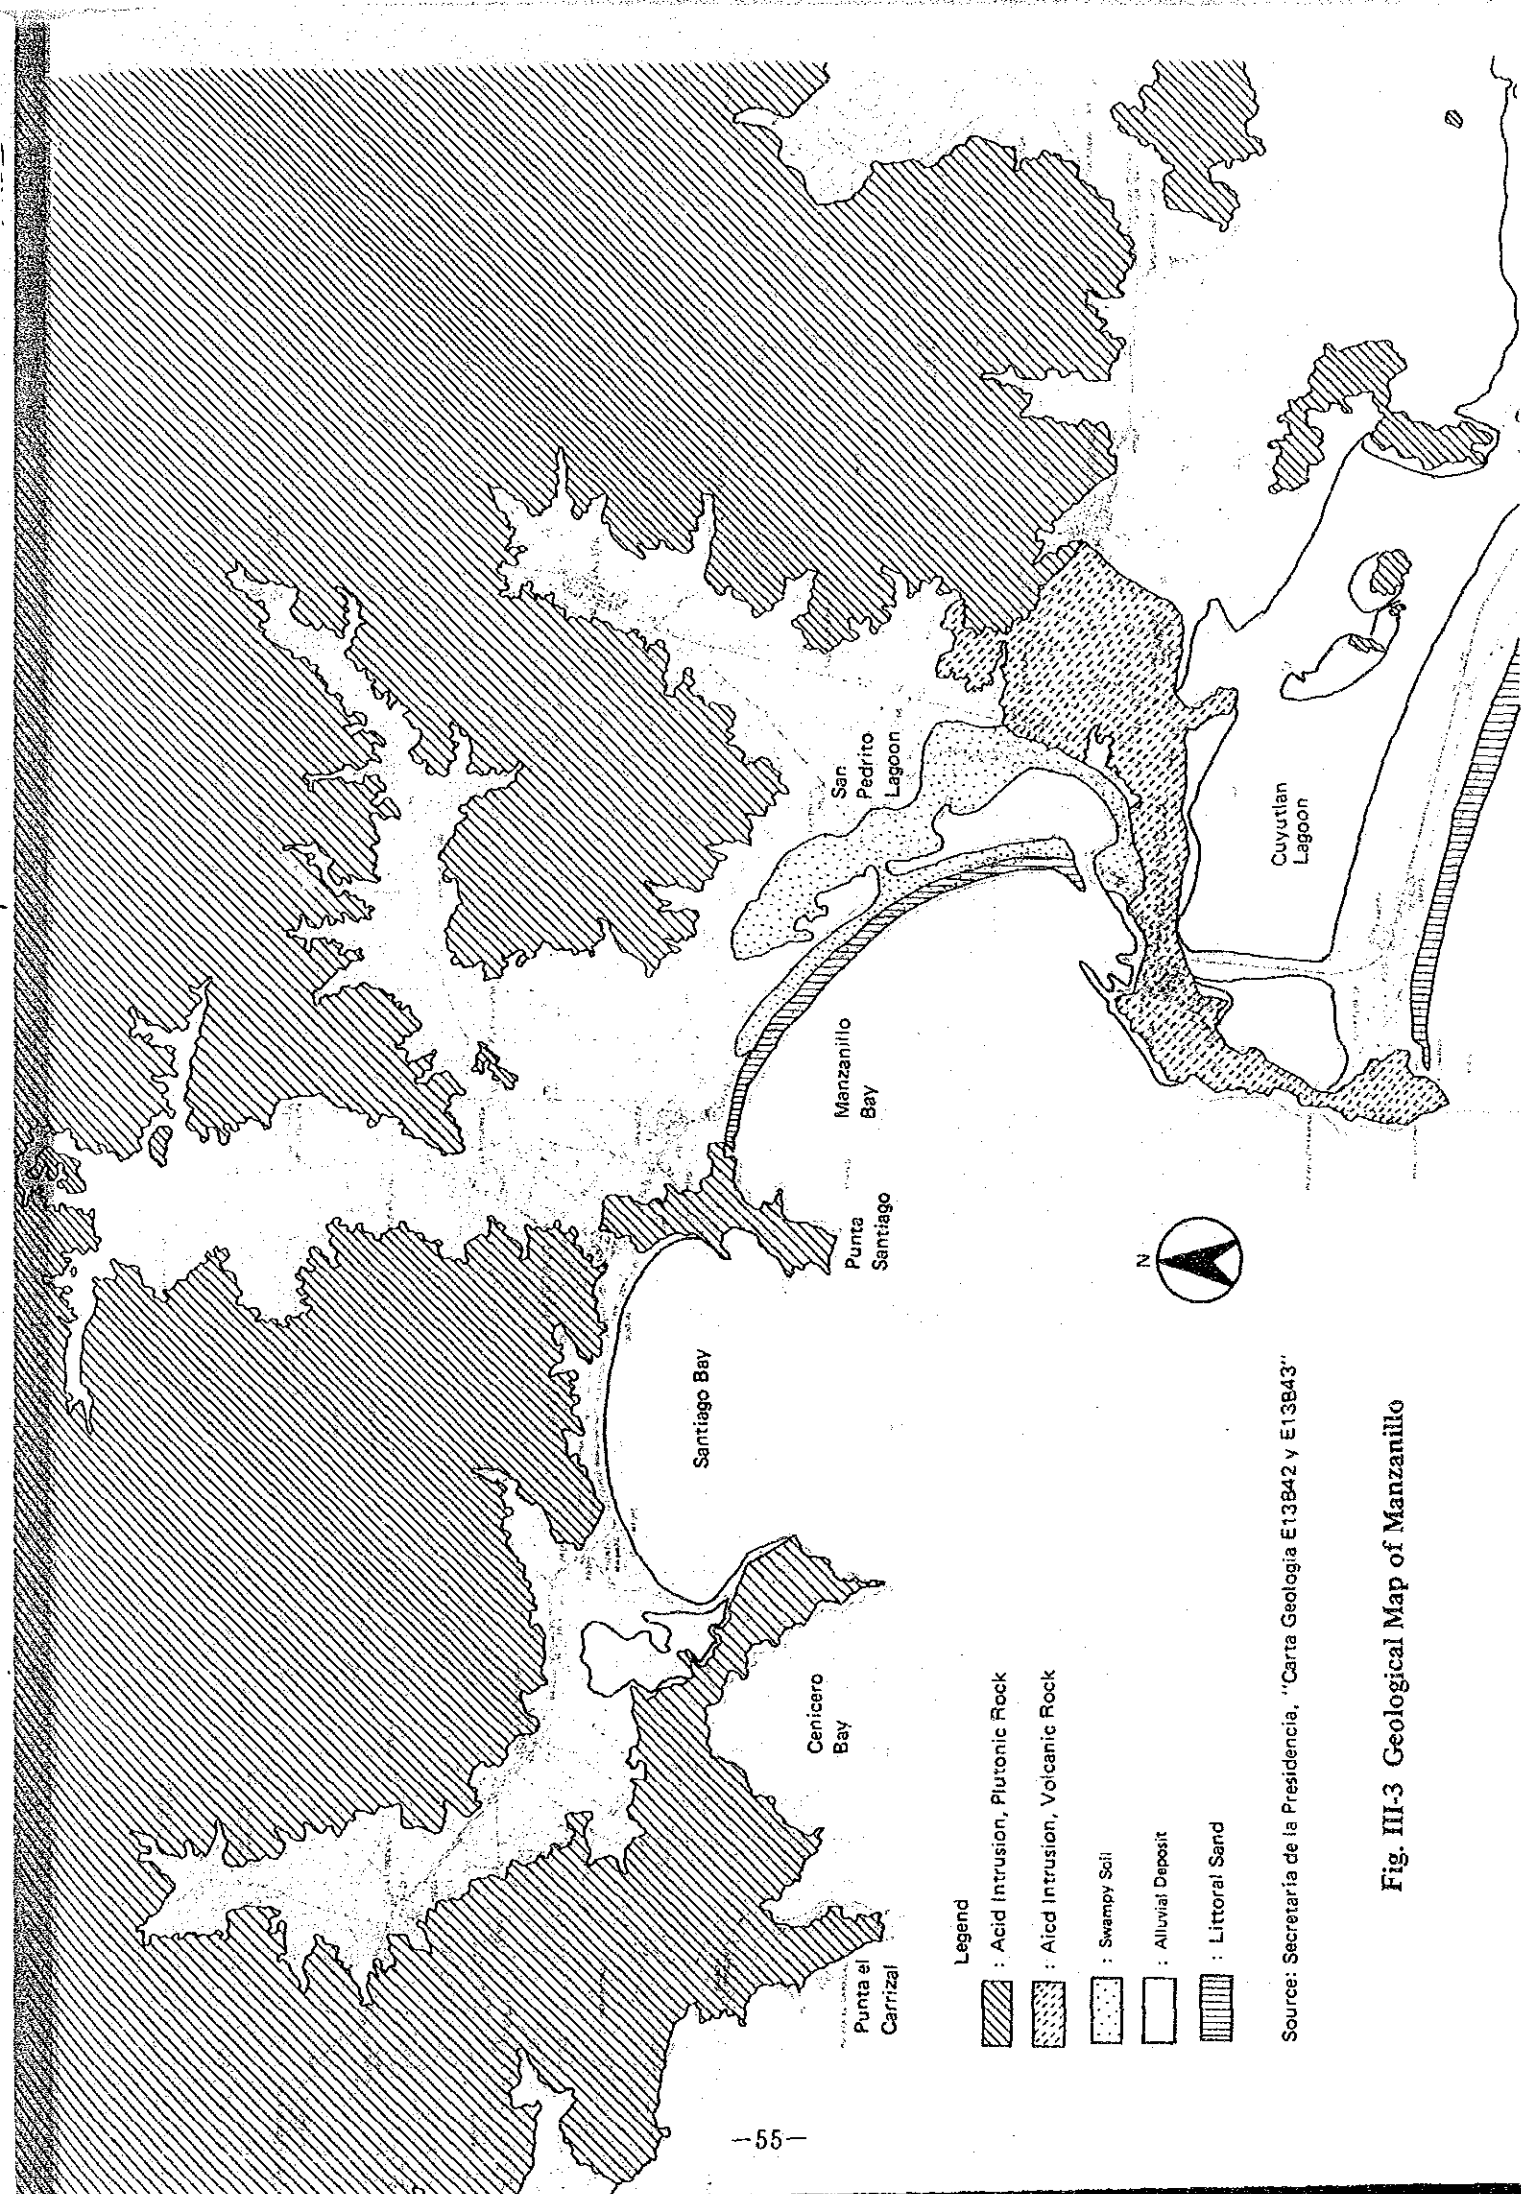 San
Pedrito
Lagoon
Cuyutlan
Lagoon
Manzanillo
Bay
Punta
Santiago
Santiago Bay
Cenicero
Bay
Punta el
Carrizal
N
Legend
: Acid Intrusion, Plutonic Rock
: Aicd Intrusion, Volcanic Rock
: Swampy Soil
: Alluvial Deposit
: Littoral Sand
Source: Secretaria de la Presidencia, "Carta Geologia E13B42 y E13B43"
Fig. III-3 Geological Map of Manzanillo
—55—